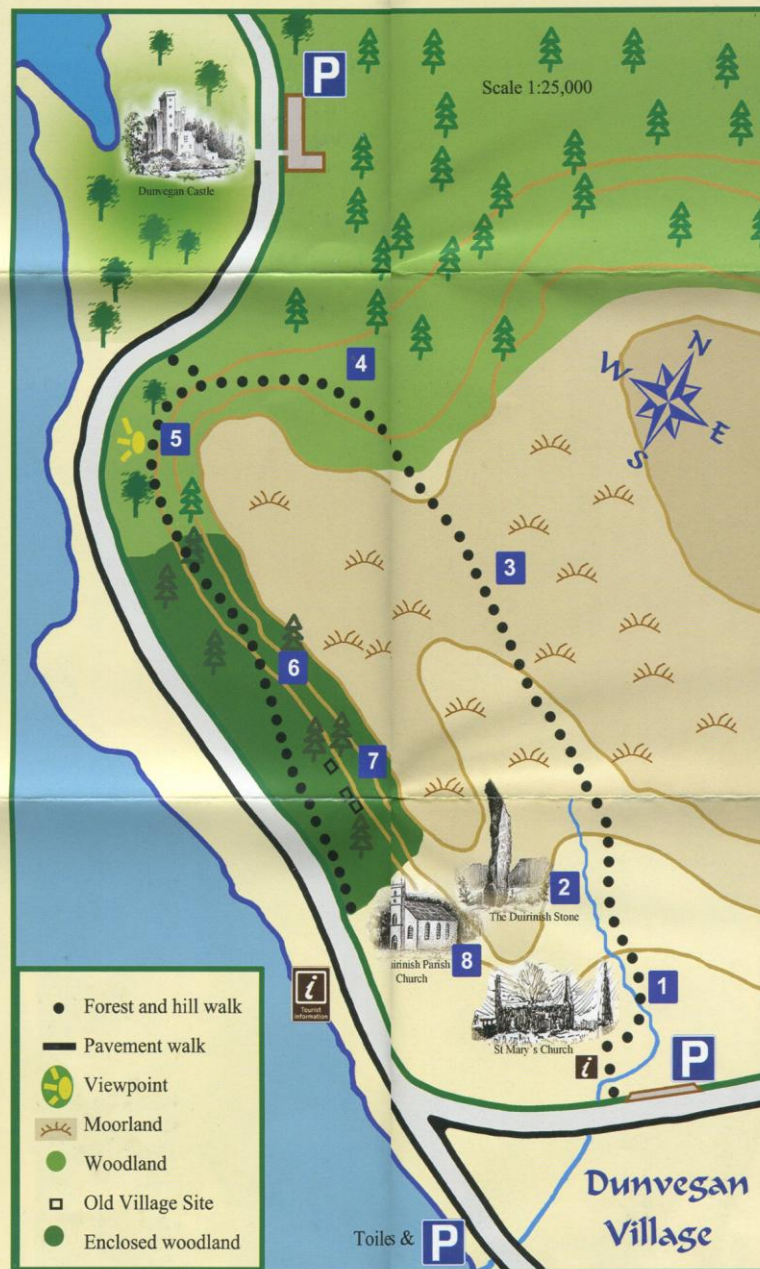 P
Scale 1:25,000
Dunvegan Castle
N
W
E
S
4
5
3
6
7
2
The Duirinish Stone
8
irinish Parish
Church
1
St Mary's Church
i
Tourist
Information
i
P
Forest and hill walk
Pavement walk
Viewpoint
Moorland
Woodland
Old Village Site
Enclosed woodland
Toiles &
P
Dunvegan
Village